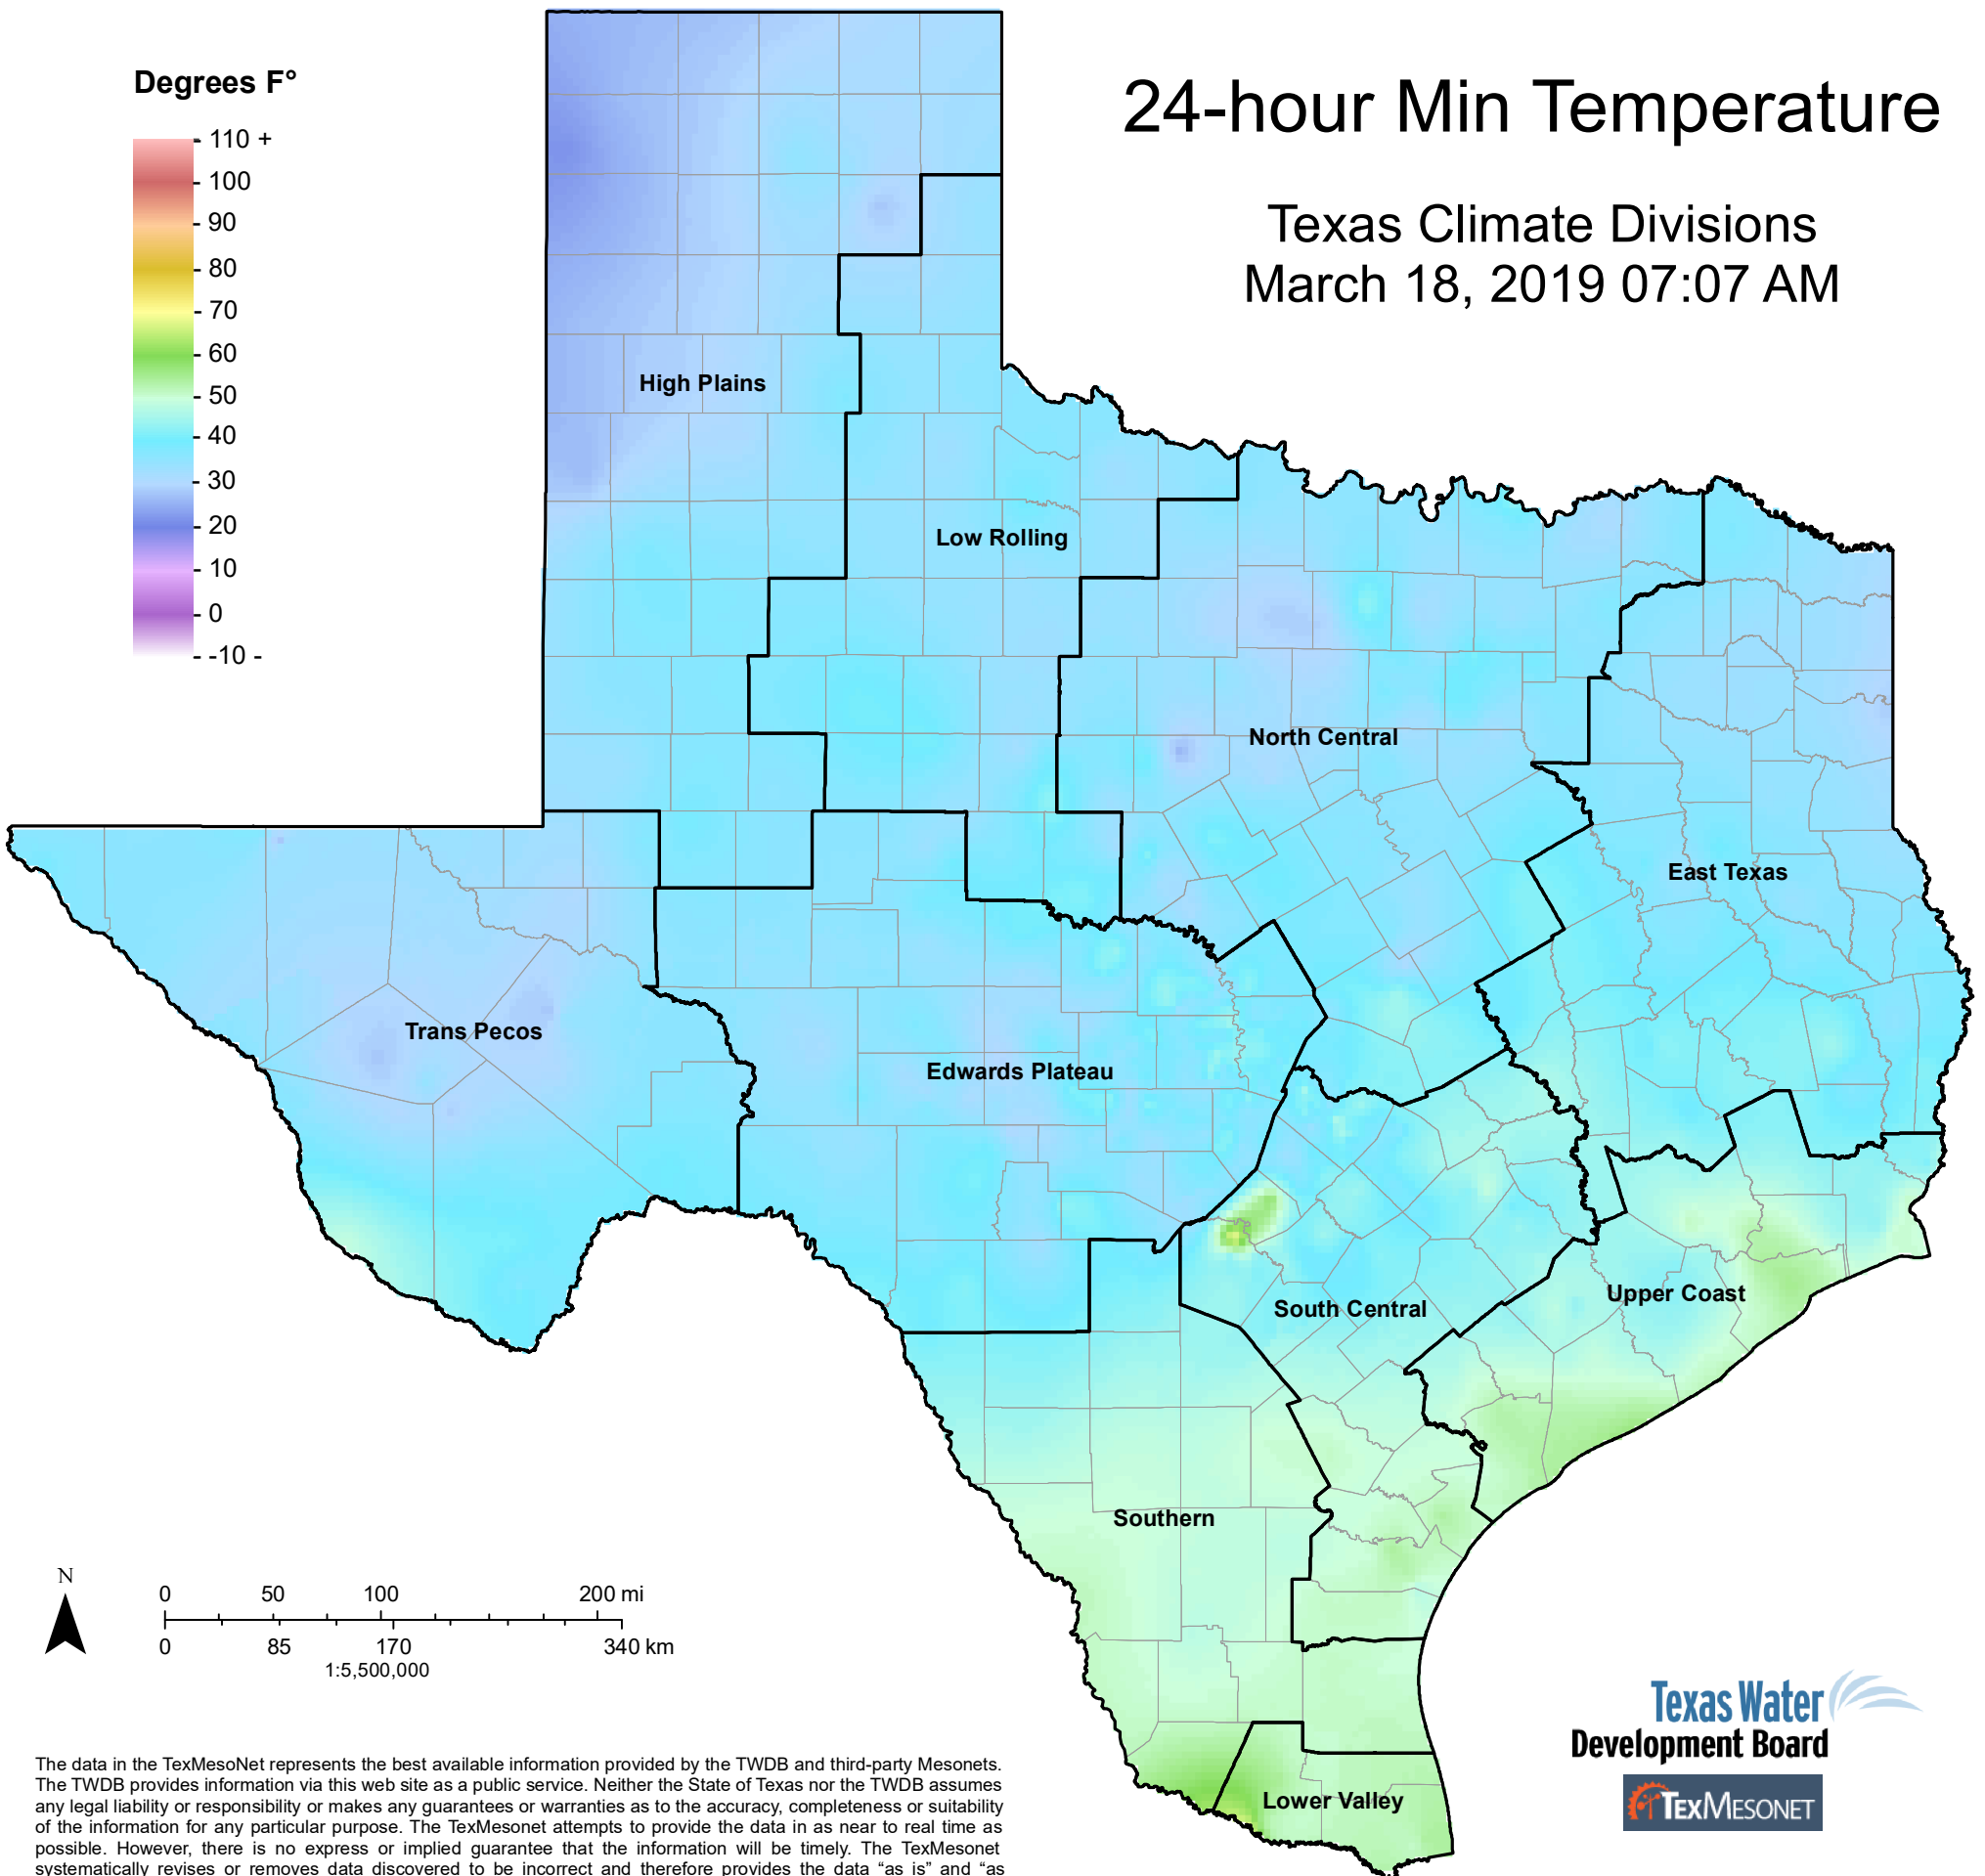 24-hour Min Temperature
Texas Climate Divisions
March 18, 2019 07:07 AM
Degrees F°
110 +
100
90
80
70
60
50
40
30
20
10
0
-10 -
High Plains
Low Rolling
North Central
East Texas
Trans Pecos
Edwards Plateau
South Central
Upper Coast
Southern
Lower Valley
N
0 50 100 200 mi
0 85 170 340 km
1:5,500,000
The data in the TexMesoNet represents the best available information provided by the TWDB and third-party Mesonets.
The TWDB provides information via this web site as a public service. Neither the State of Texas nor the TWDB assumes
any legal liability or responsibility or makes any guarantees or warranties as to the accuracy, completeness or suitability
of the information for any particular purpose. The TexMesonet attempts to provide the data in as near to real time as
possible. However, there is no express or implied guarantee that the information will be timely. The TexMesonet
systematically revises or removes data discovered to be incorrect and therefore provides the data “as is” and “as
Texas Water
Development Board
TEXMESONET